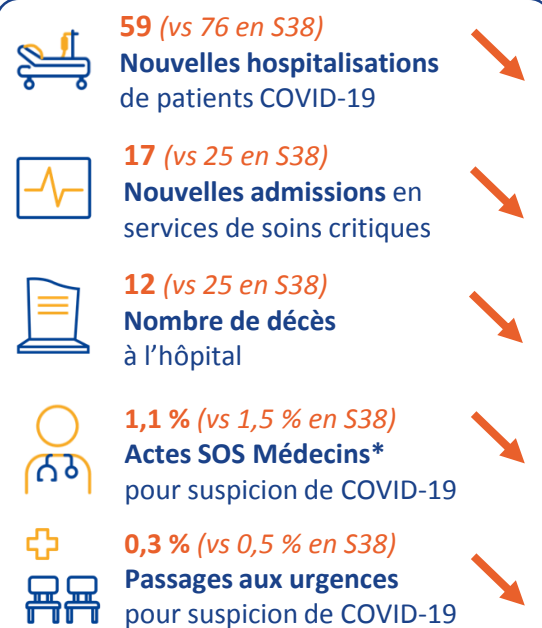 59 (vs 76 en S38)
Nouvelles hospitalisations
de patients COVID-19
17 (vs 25 en S38)
Nouvelles admissions en
services de soins critiques
12 (vs 25 en S38)
Nombre de décès
à l’hôpital
1,1 % (vs 1,5 % en S38)
Actes SOS Médecins*
pour suspicion de COVID-19
0,3 % (vs 0,5 % en S38)
Passages aux urgences
pour suspicion de COVID-19